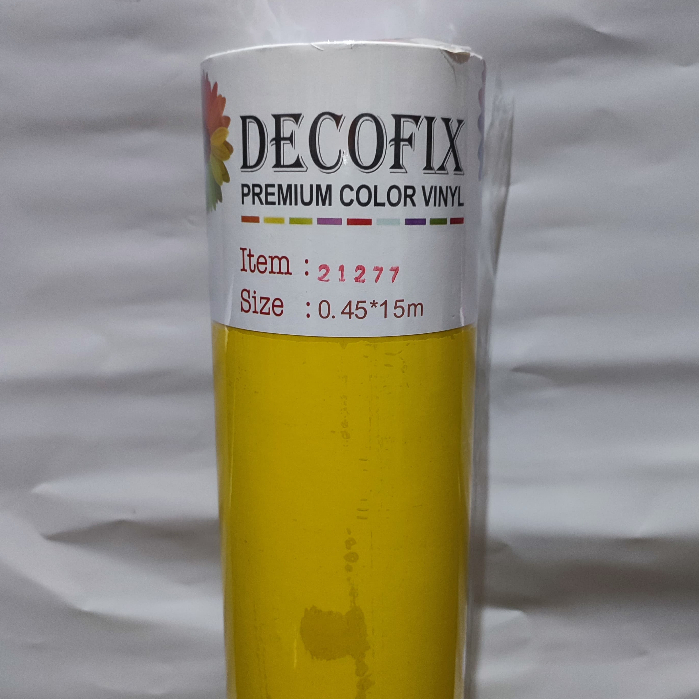 DECOFIX
PREMIUM COLOR VINYL
Item : 21277
Size : 0.45*15m